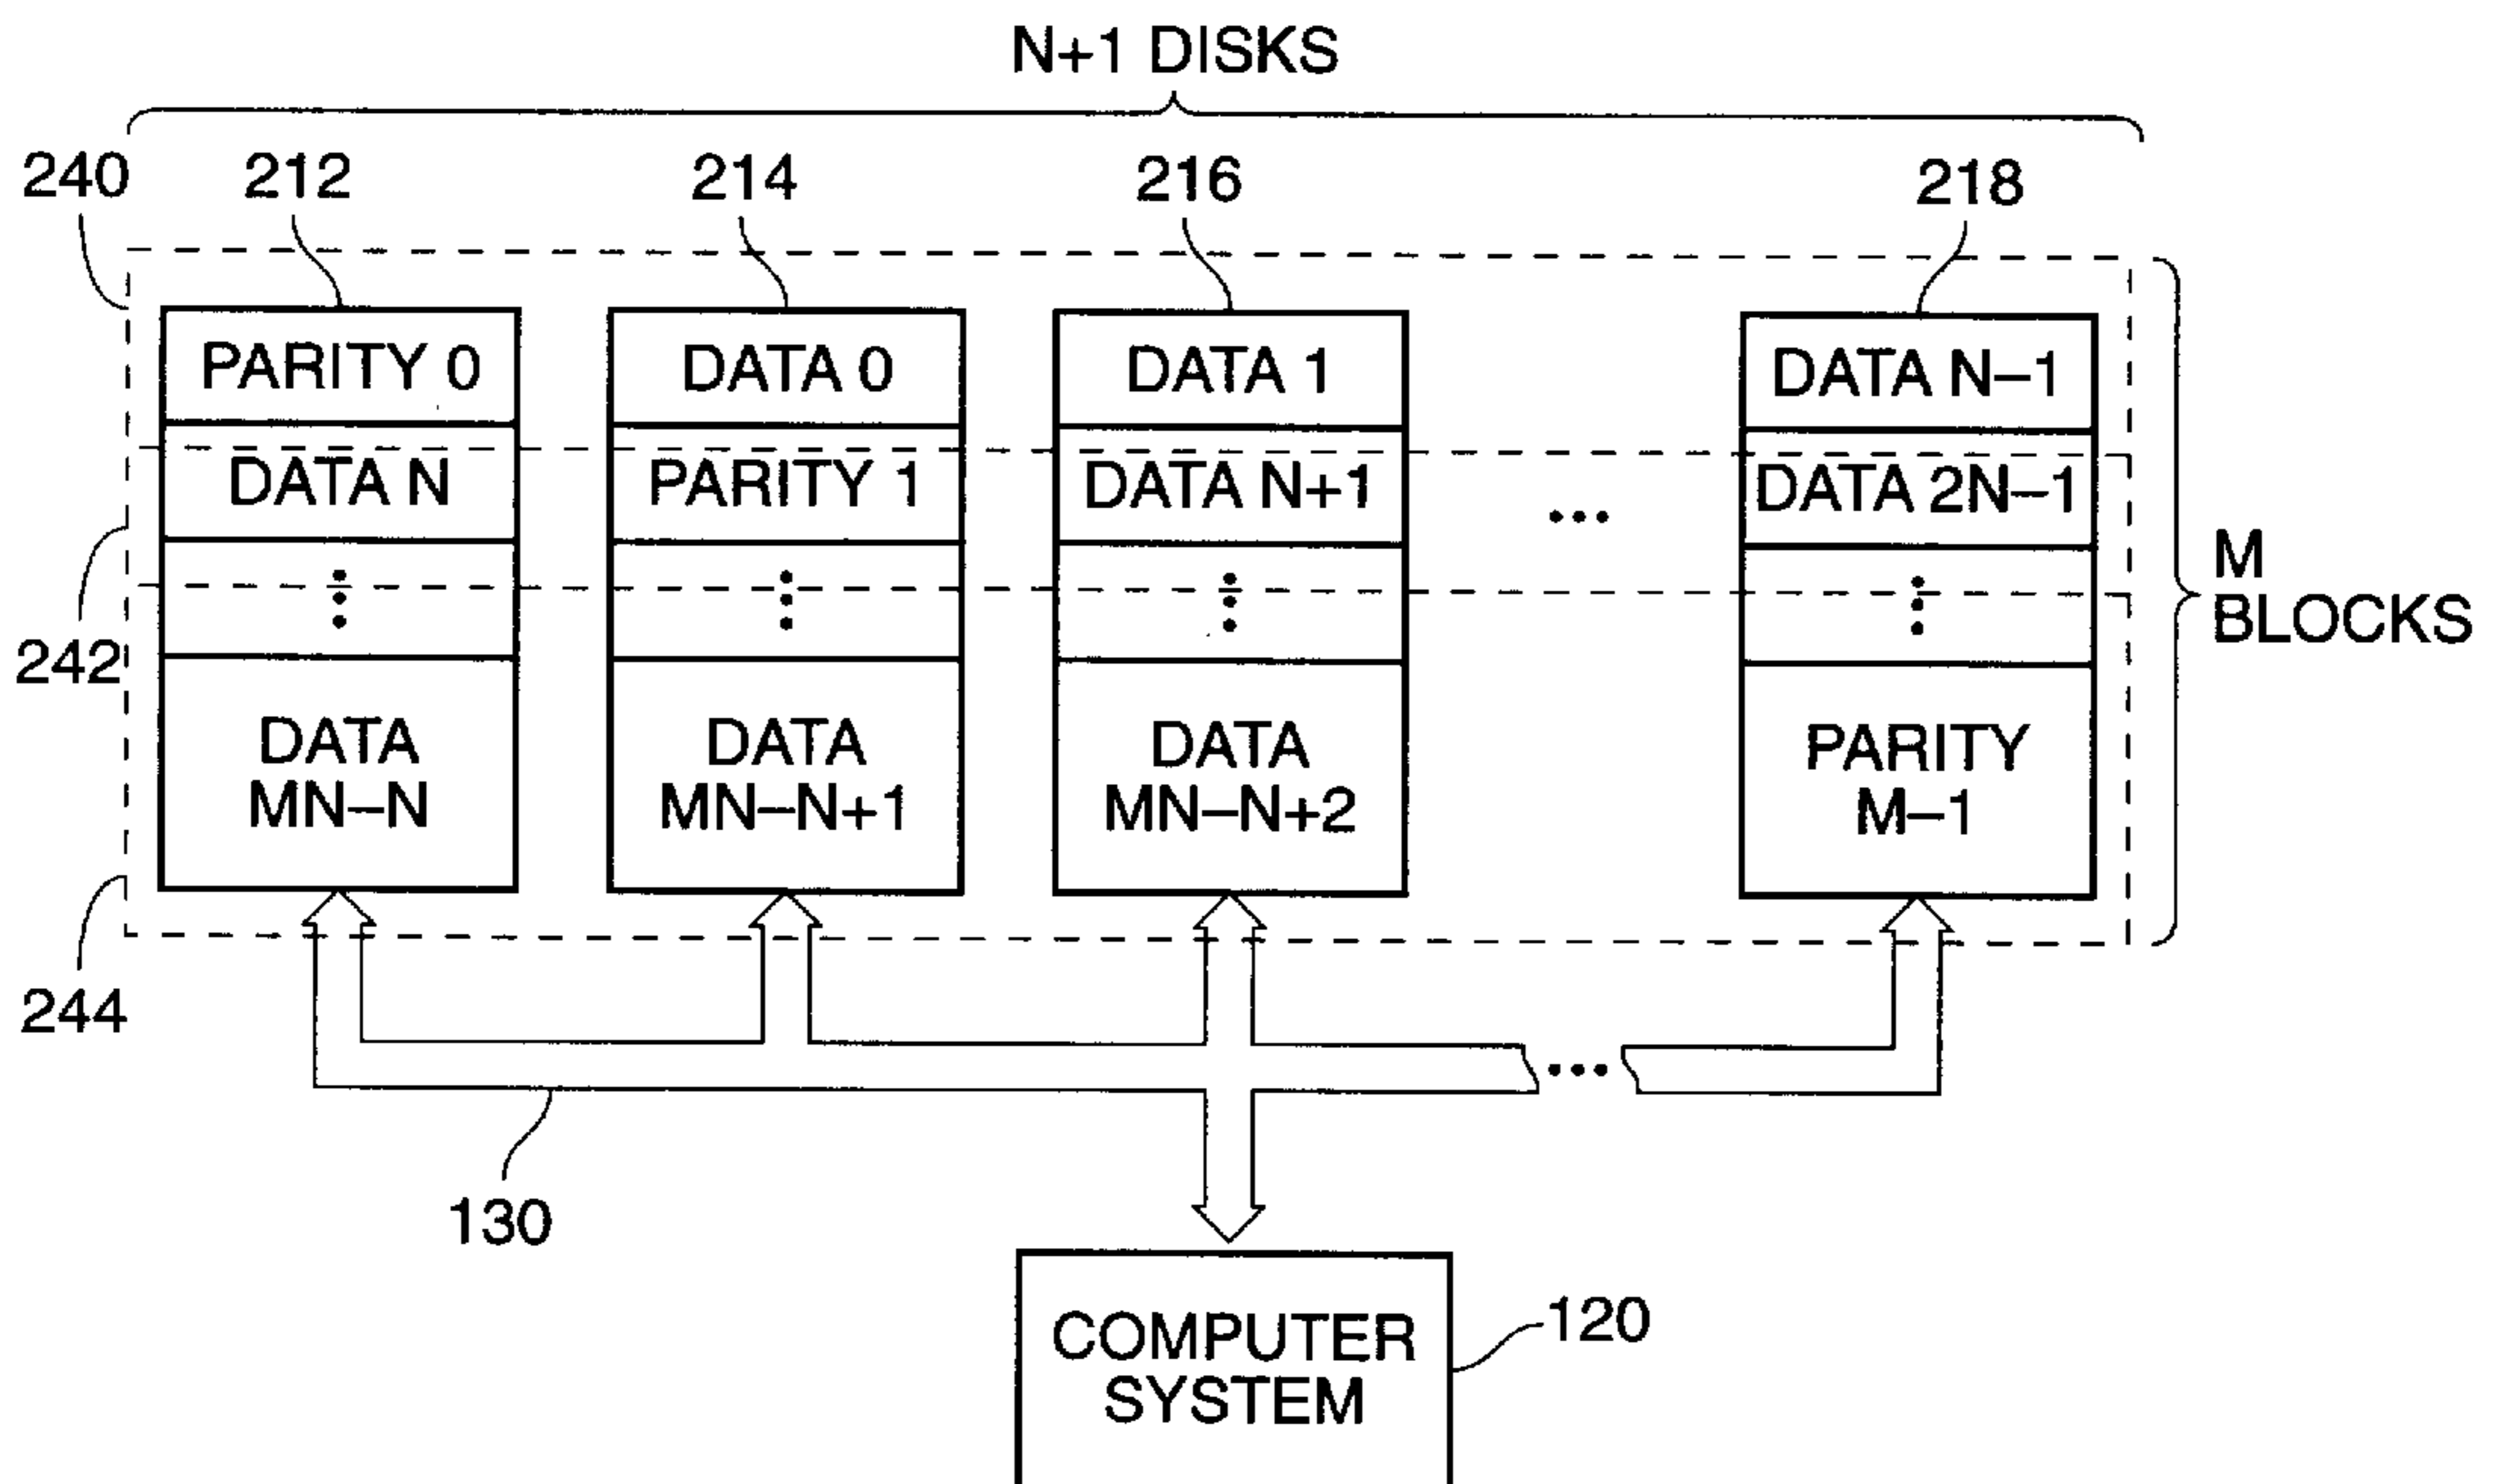 N+1 DISKS
240
212
214
216
218
PARITY 0
DATA 0
DATA 1
DATA N–1
DATA N
PARITY 1
DATA N+1
DATA 2N–1
...
M
BLOCKS
242
DATA
MN–N
DATA
MN–N+1
DATA
MN–N+2
PARITY
M–1
244
...
130
COMPUTER
SYSTEM
120